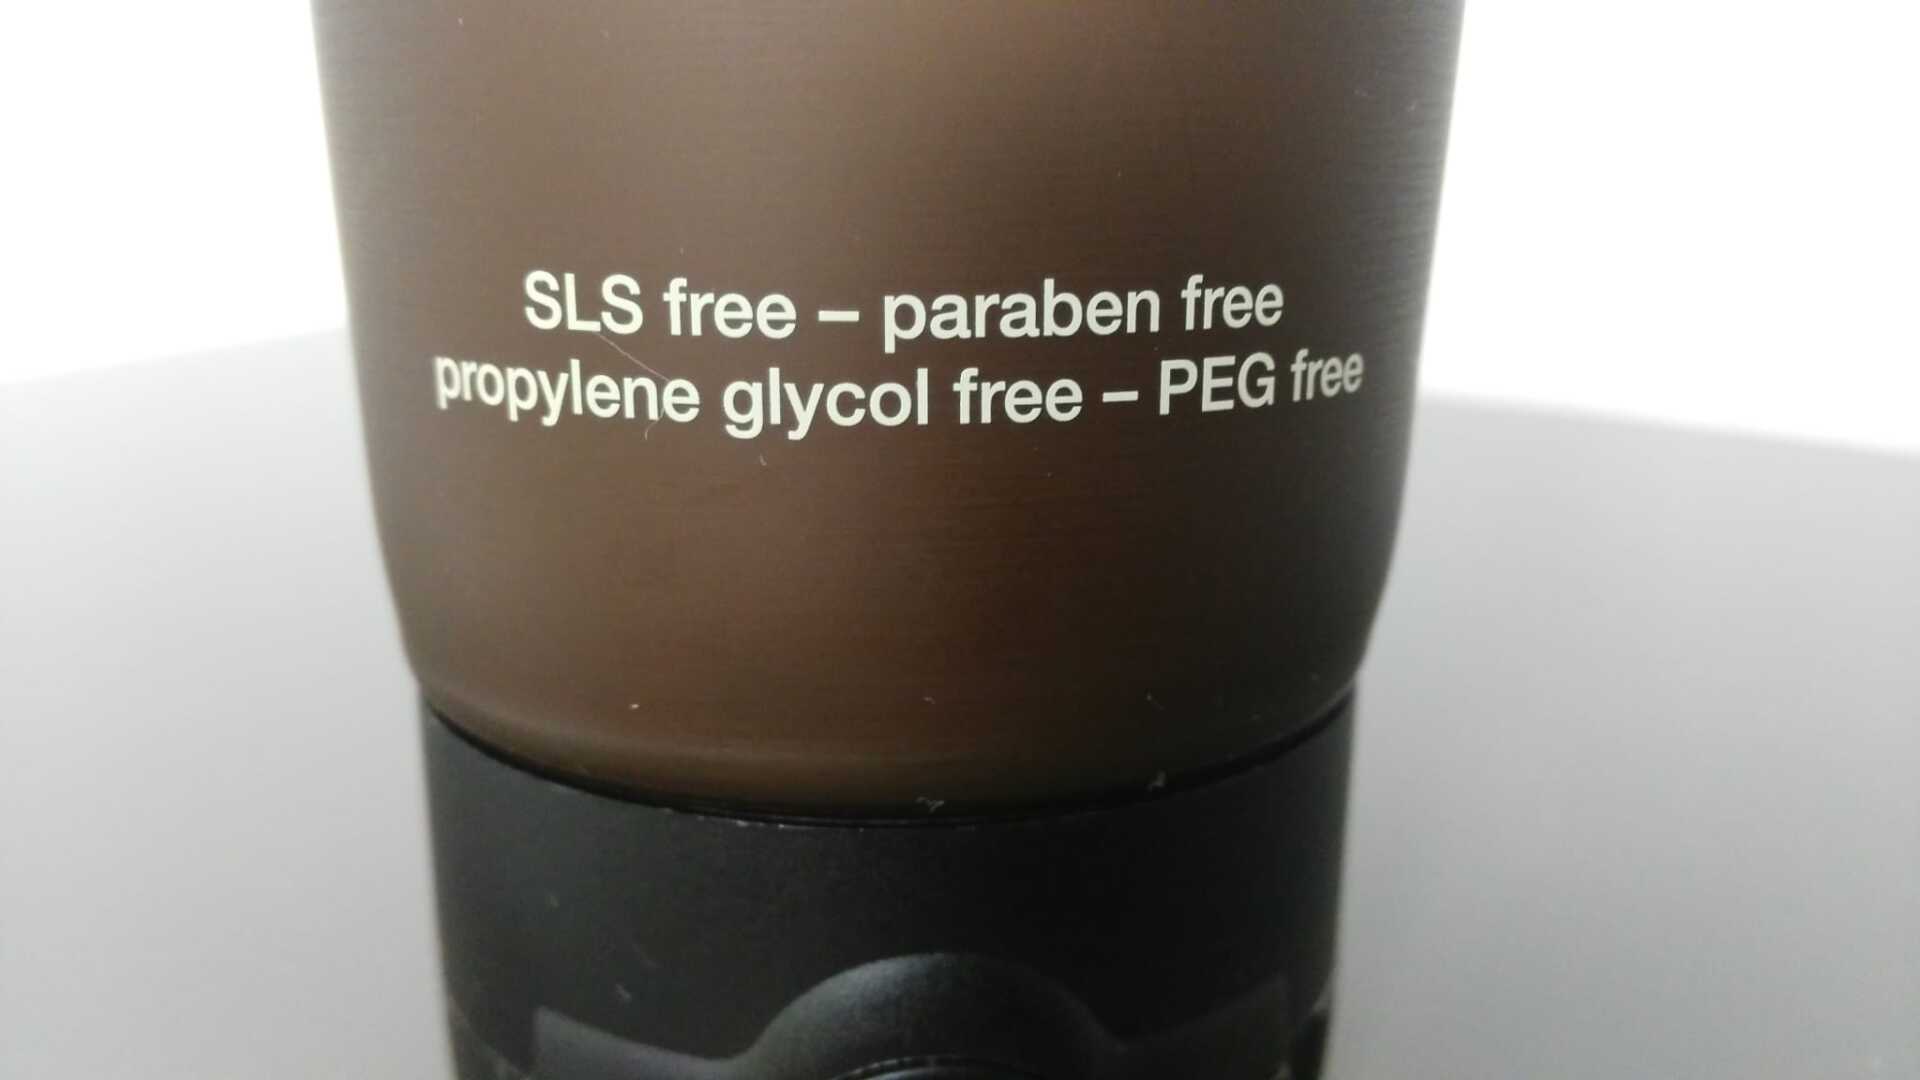 SLS free – paraben free
propylene glycol free – PEG free